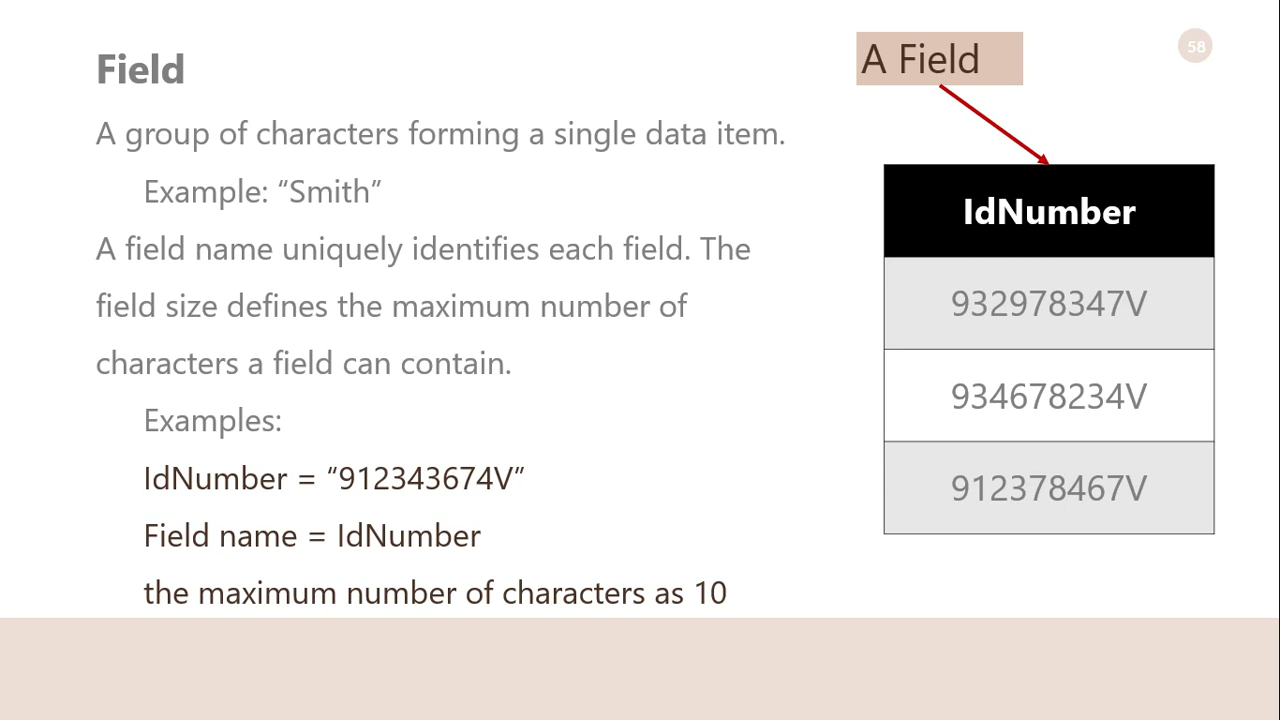 Field
A group of characters forming a single data item.
Example: “Smith”
A field name uniquely identifies each field. The
field size defines the maximum number of
characters a field can contain.
Examples:
IdNumber = “912343674V”
Field name = IdNumber
the maximum number of characters as 10
A Field
58
IdNumber
932978347V
934678234V
912378467V